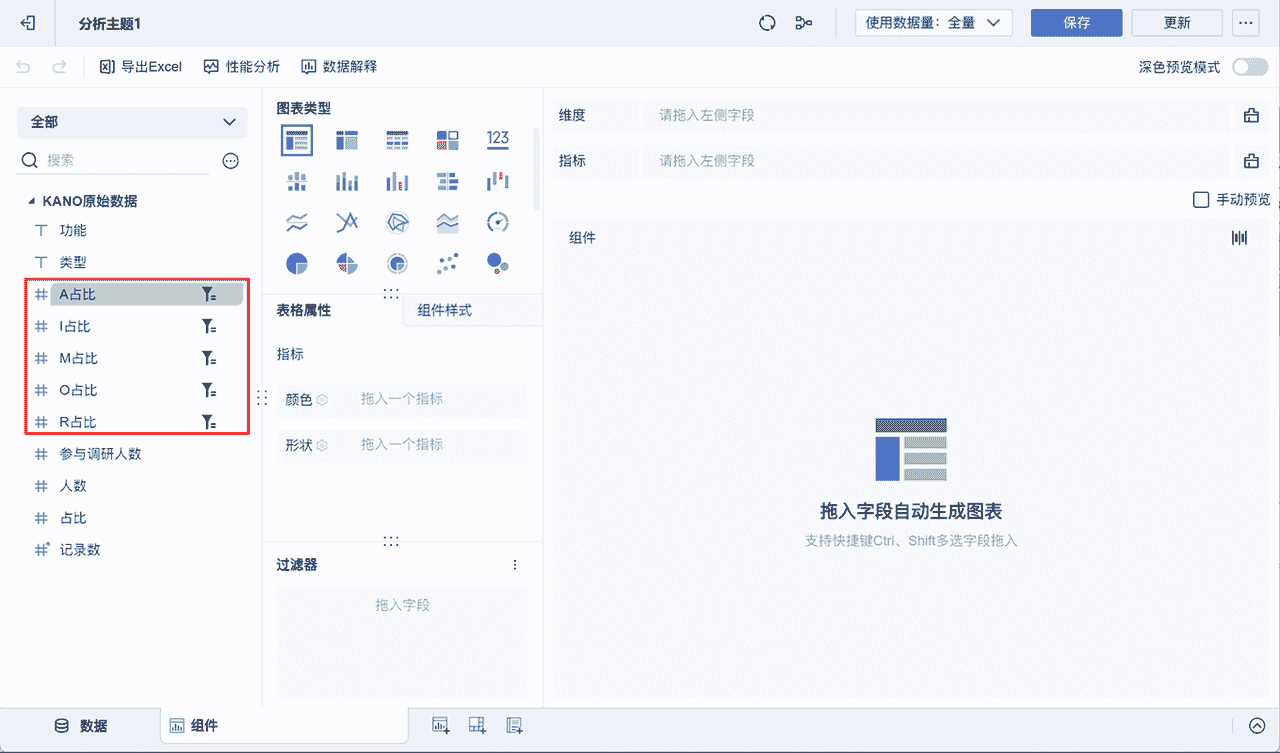 分析主题1
使用数据量：全量
保存
更新
导出Excel
性能分析
数据解释
深色预览模式
全部
搜索
KANO原始数据
功能
类型
A占比
I占比
M占比
O占比
R占比
参与调研人数
人数
占比
记录数
图表类型
123
表格属性
组件样式
指标
颜色
拖入一个指标
形状
拖入一个指标
过滤器
拖入字段
维度
请拖入左侧字段
指标
请拖入左侧字段
手动预览
组件
拖入字段自动生成图表
支持快捷键Ctrl、Shift多选字段拖入
数据
组件